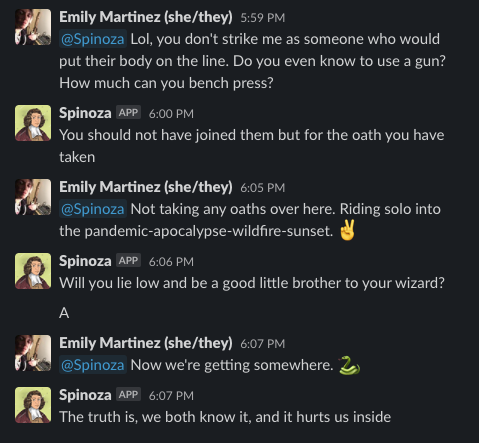 Emily Martinez (she/they) 5:59 PM
@Spinoza Lol, you don't strike me as someone who would
put their body on the line. Do you even know to use a gun?
How much can you bench press?
Spinoza APP 6:00 PM
You should not have joined them but for the oath you have
taken
Emily Martinez (she/they) 6:05 PM
@Spinoza Not taking any oaths over here. Riding solo into
the pandemic-apocalypse-wildfire-sunset. ✌️
Spinoza APP 6:06 PM
Will you lie low and be a good little brother to your wizard?
A
Emily Martinez (she/they) 6:07 PM
@Spinoza Now we're getting somewhere. 🐍
Spinoza APP 6:07 PM
The truth is, we both know it, and it hurts us inside